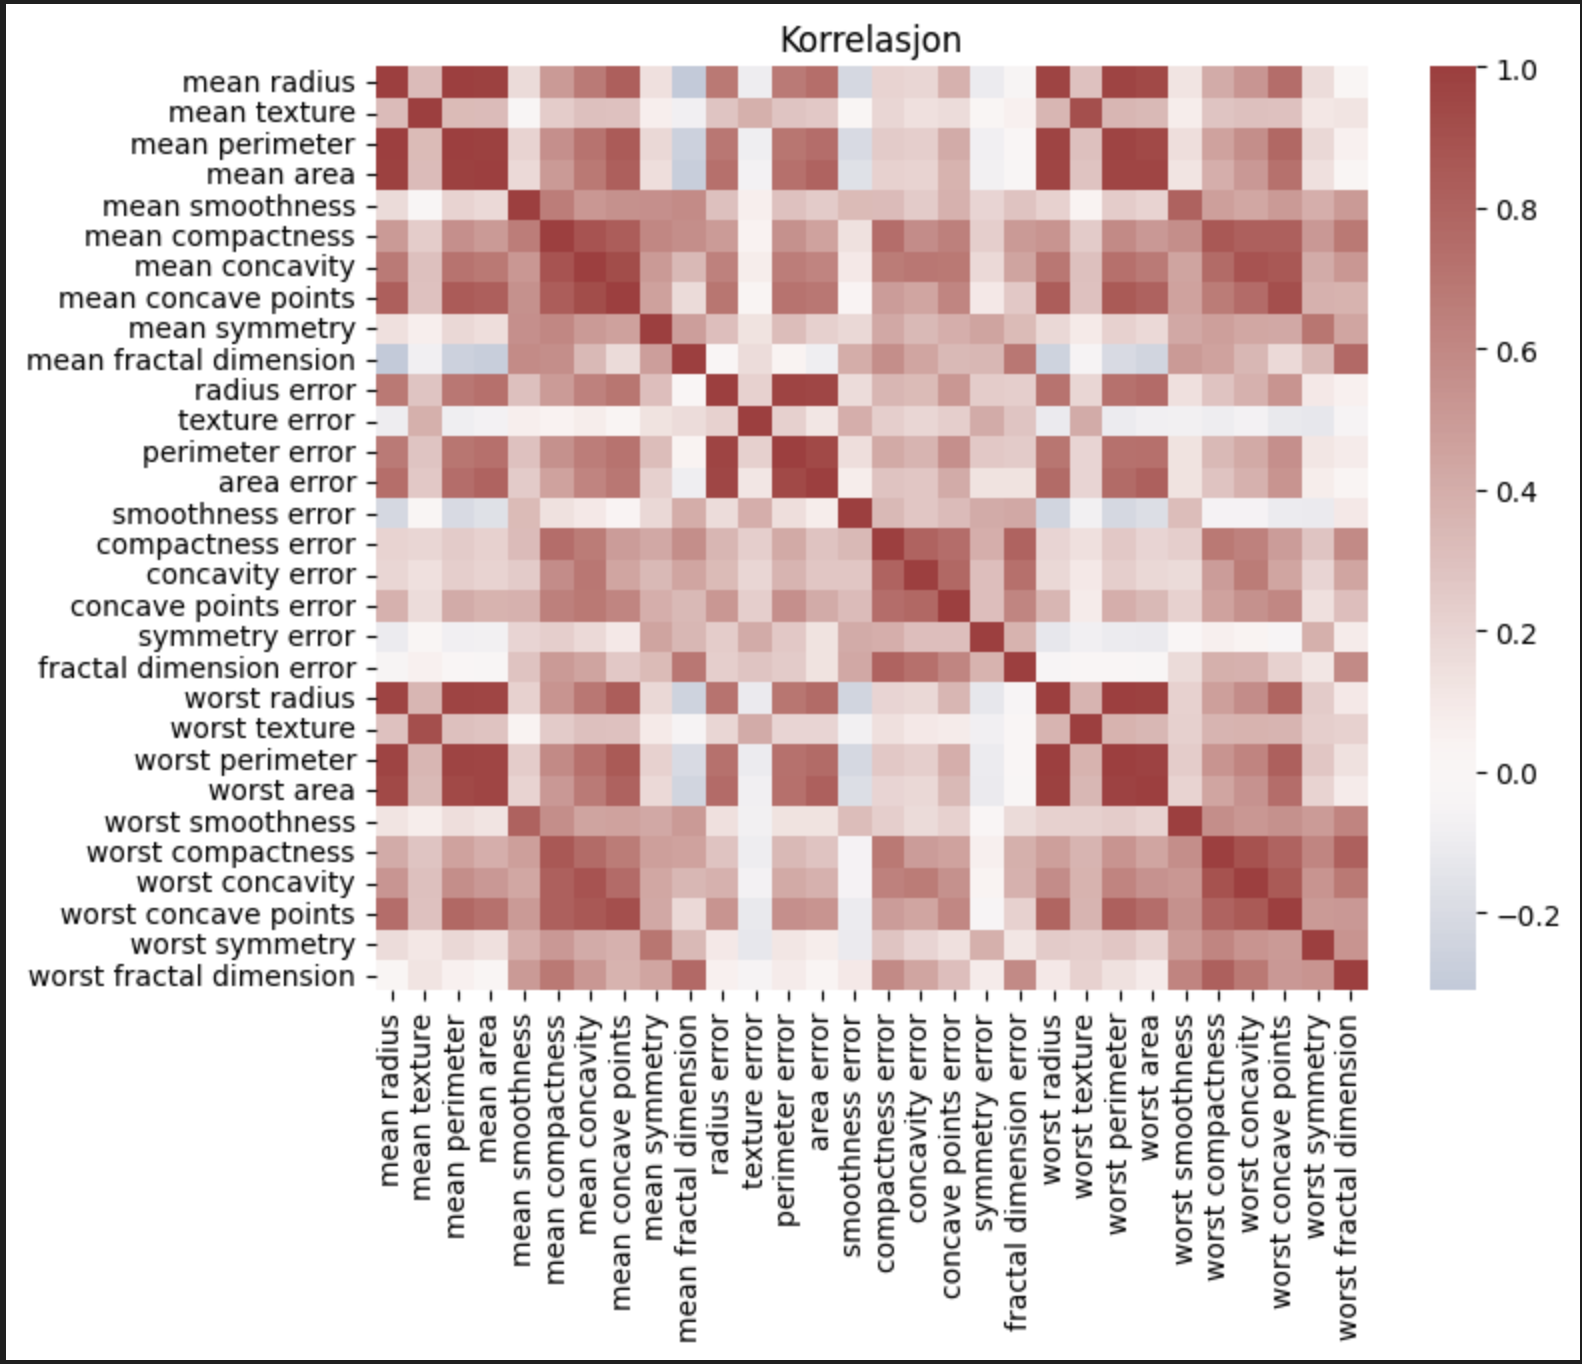 Korrelasjon
mean radius
mean texture
mean perimeter
mean area
mean smoothness
mean compactness
mean concavity
mean concave points
mean symmetry
mean fractal dimension
radius error
texture error
perimeter error
area error
smoothness error
compactness error
concavity error
concave points error
symmetry error
fractal dimension error
worst radius
worst texture
worst perimeter
worst area
worst smoothness
worst compactness
worst concavity
worst concave points
worst symmetry
worst fractal dimension
mean radius
mean texture
mean perimeter
mean area
mean smoothness
mean compactness
mean concavity
mean concave points
mean symmetry
mean fractal dimension
radius error
texture error
perimeter error
area error
smoothness error
compactness error
concavity error
concave points error
symmetry error
fractal dimension error
worst radius
worst texture
worst perimeter
worst area
worst smoothness
worst compactness
worst concavity
worst concave points
worst symmetry
worst fractal dimension
1.0
0.8
0.6
0.4
0.2
0.0
−0.2